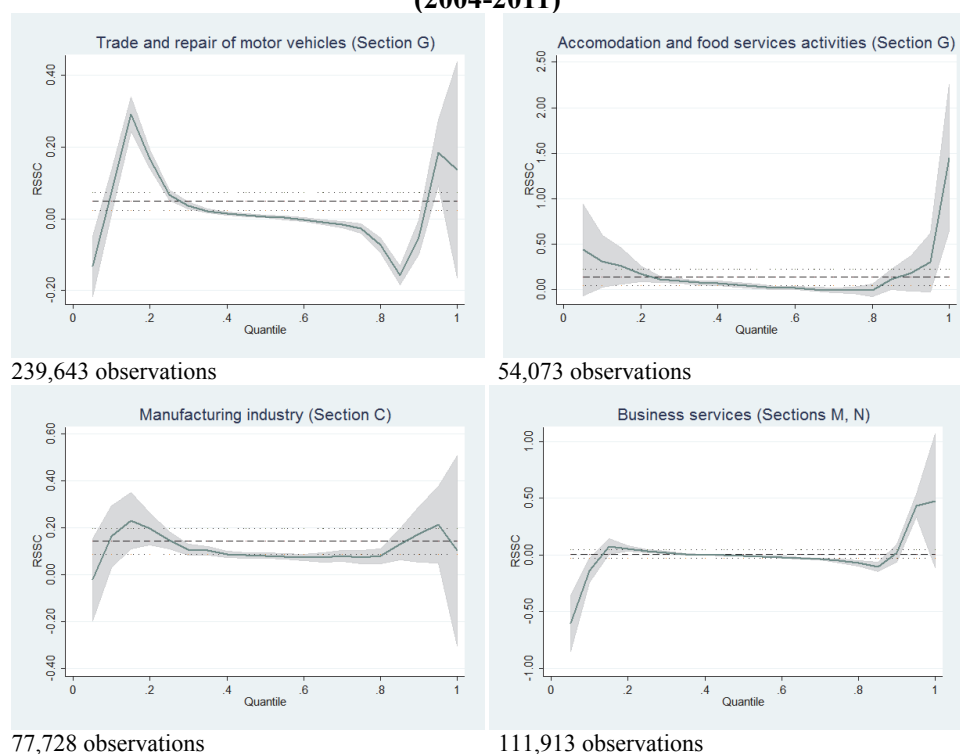 (2004-2011)
Trade and repair of motor vehicles (Section G)
RSSC
0.40
0.20
0.00
-0.20
0 .2 .4 .6 .8 1
Quantile
239,643 observations
Accomodation and food services activities (Section G)
RSSC
2.50
2.00
1.50
1.00
0.50
0.00
0 .2 .4 .6 .8 1
Quantile
54,073 observations
Manufacturing industry (Section C)
RSSC
0.60
0.40
0.20
0.00
-0.20
-0.40
0 .2 .4 .6 .8 1
Quantile
77,728 observations
Business services (Sections M, N)
RSSC
1.00
0.50
0.00
-0.50
-1.00
0 .2 .4 .6 .8 1
Quantile
111,913 observations